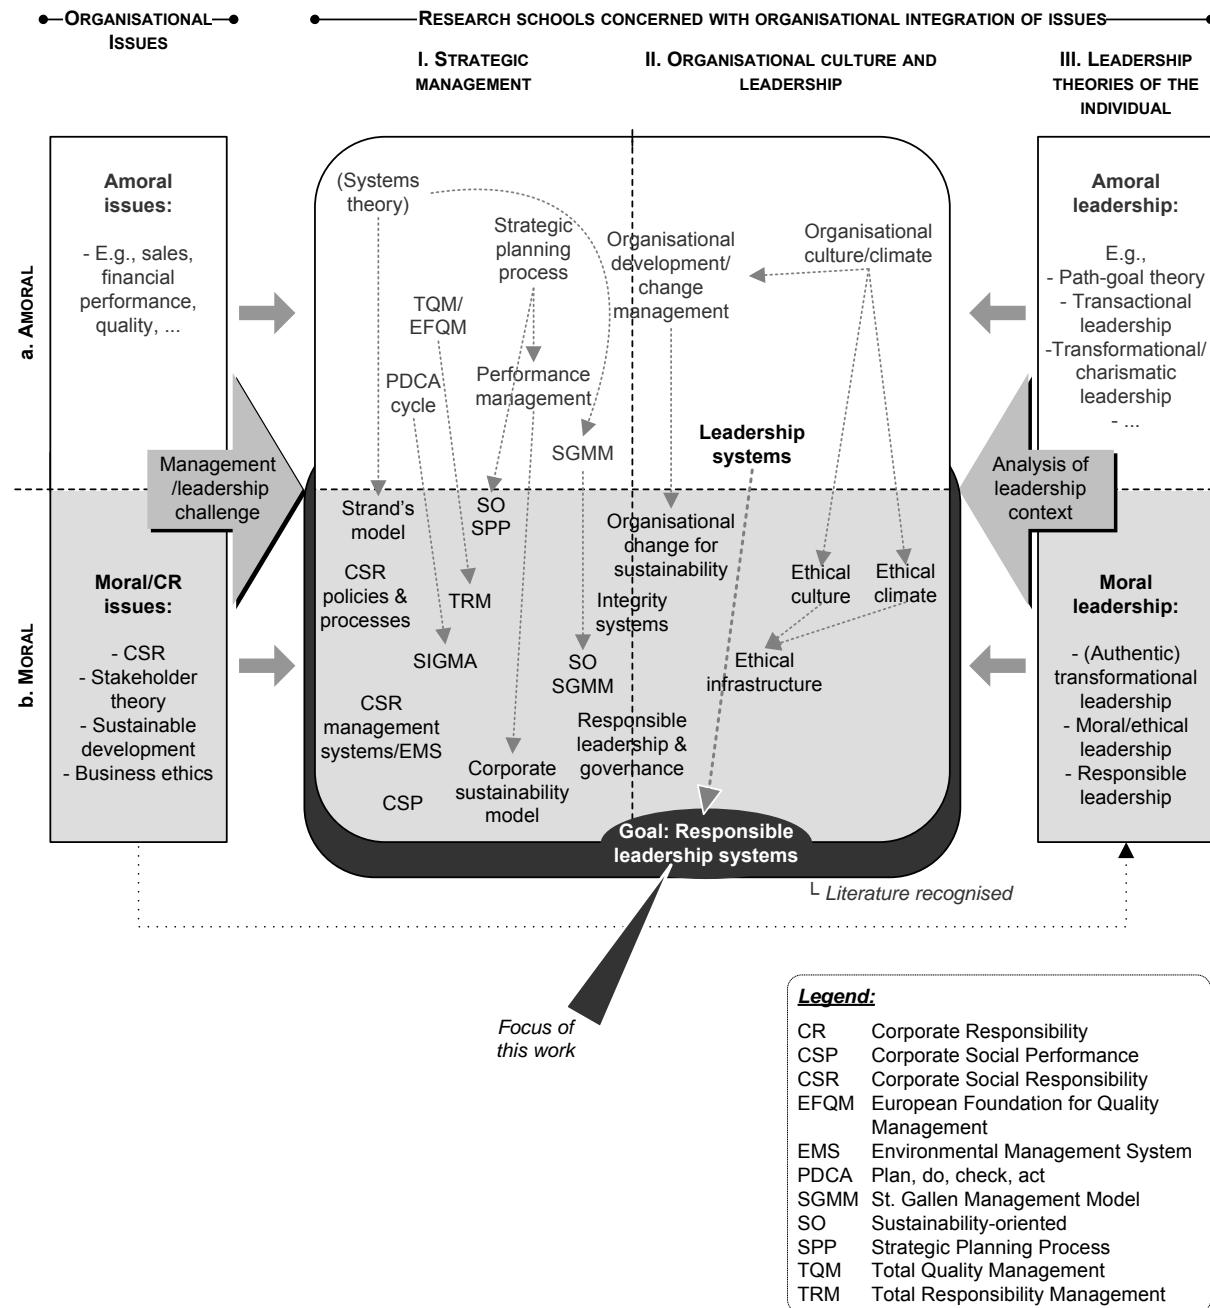 ORGANISATIONAL
ISSUES
RESEARCH SCHOOLS CONCERNED WITH ORGANISATIONAL INTEGRATION OF ISSUES
I. STRATEGIC
MANAGEMENT
II. ORGANISATIONAL CULTURE AND
LEADERSHIP
III. LEADERSHIP
THEORIES OF THE
INDIVIDUAL
a. AMORAL
b. MORAL
Amoral
issues:
- E.g., sales,
financial
performance,
quality, ...
Management
/leadership
challenge
Moral/CR
issues:
- CSR
- Stakeholder
theory
- Sustainable
development
- Business ethics
(Systems
theory)
Strategic
planning
process
TQM/
EFQM
PDCA
cycle
Performance
management
SGMM
Strand's
model
SO
SPP
CSR
policies &
processes
TRM
SIGMA
SO
SGMM
CSR
management
systems/EMS
Corporate
sustainability
model
CSP
Organisational
development/
change
management
Organisational
culture/climate
Leadership
systems
Organisational
change for
sustainability
Integrity
systems
Ethical
culture
Ethical
climate
Ethical
infrastructure
Responsible
leadership &
governance
Goal: Responsible
leadership systems
Amoral
leadership:
E.g.,
- Path-goal theory
- Transactional
leadership
-Transformational/
charismatic
leadership
- ...
Analysis of
leadership
context
Moral
leadership:
- (Authentic)
transformational
leadership
- Moral/ethical
leadership
- Responsible
leadership
└ Literature recognised
Focus of
this work
Legend:
CR Corporate Responsibility
CSP Corporate Social Performance
CSR Corporate Social Responsibility
EFQM European Foundation for Quality
Management
EMS Environmental Management System
PDCA Plan, do, check, act
SGMM St. Gallen Management Model
SO Sustainability-oriented
SPP Strategic Planning Process
TQM Total Quality Management
TRM Total Responsibility Management